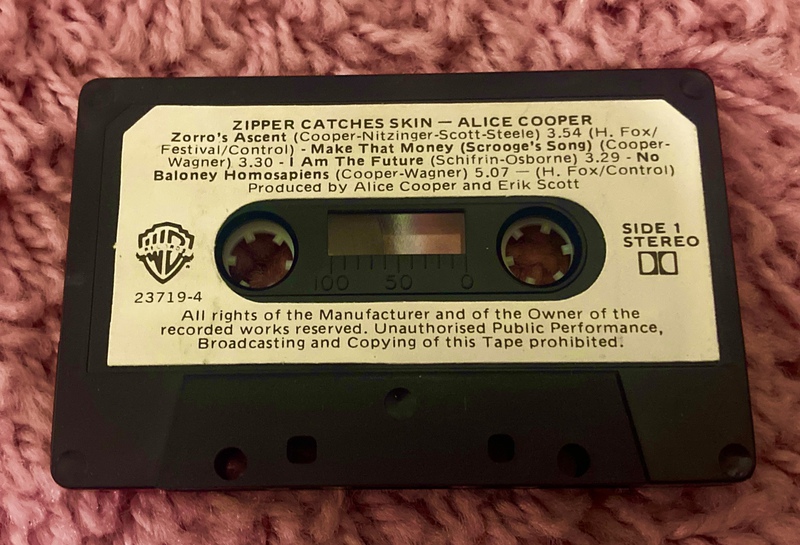 ZIPPER CATCHES SKIN — ALICE COOPER
Zorro's Ascent (Cooper-Nitzinger-Scott-Steele) 3.54 (H. Fox/
Festival/Control) - Make That Money (Scrooge's Song) (Cooper-
Wagner) 3.30 - I Am The Future (Schifrin-Osborne) 3.29 - No
Baloney Homosapiens (Cooper-Wagner) 5.07 — (H. Fox/Control)
Produced by Alice Cooper and Erik Scott
SIDE 1
STEREO
23719-4
100 50 0
All rights of the Manufacturer and of the Owner of the
recorded works reserved. Unauthorised Public Performance,
Broadcasting and Copying of this Tape prohibited.